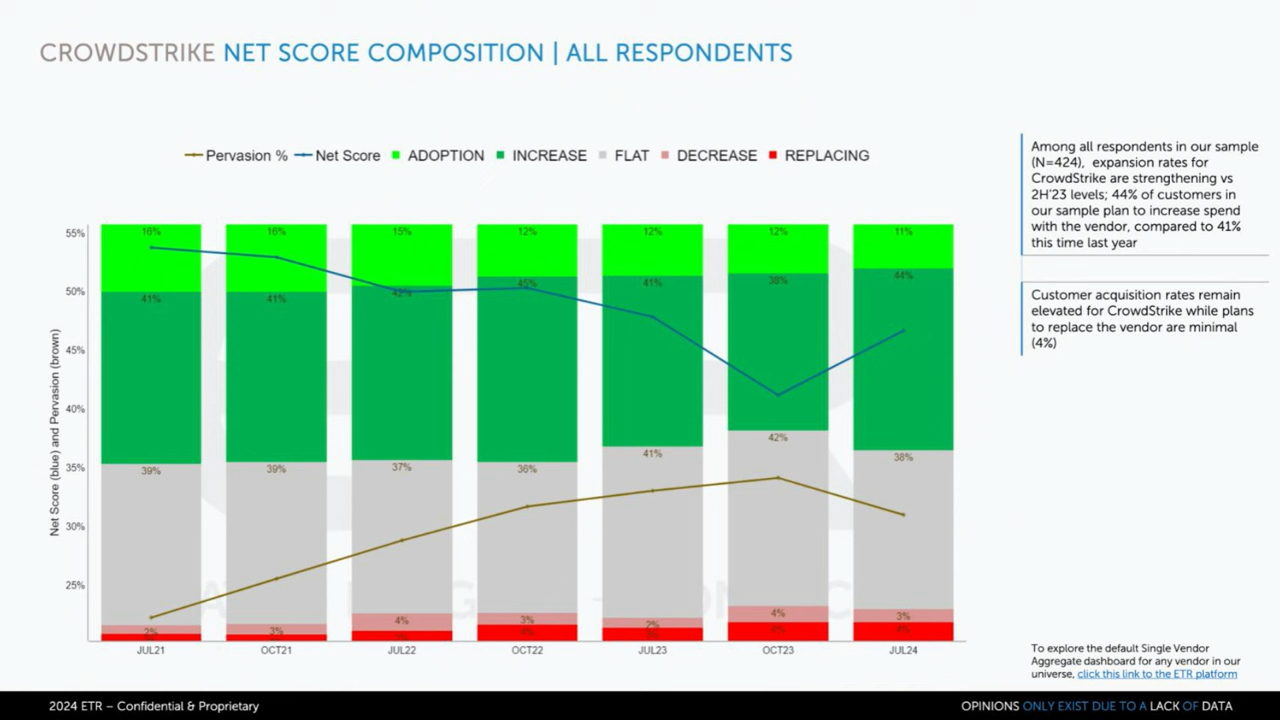 CROWDSTRIKE NET SCORE COMPOSITION | ALL RESPONDENTS
Pervasion % Net Score ADOPTION INCREASE FLAT DECREASE REPLACING
Among all respondents in our sample
(N=424), expansion rates for
CrowdStrike are strengthening vs
2H'23 levels; 44% of customers in
our sample plan to increase spend
with the vendor, compared to 41%
this time last year
Customer acquisition rates remain
elevated for CrowdStrike while plans
to replace the vendor are minimal
(4%)
Net Score (blue) and Pervasion (brown)
55%
50%
45%
40%
35%
30%
25%
16% 16% 15% 12% 12% 12% 11%
41% 41% 42% 45% 41% 38% 44%
39% 39% 37% 36% 41% 42% 38%
2% 3% 4% 3% 2% 4% 3%
JUL21 OCT21 JUL22 OCT22 JUL23 OCT23 JUL24
To explore the default Single Vendor
Aggregate dashboard for any vendor in our
universe, click this link to the ETR platform
2024 ETR – Confidential & Proprietary
OPINIONS ONLY EXIST DUE TO A LACK OF DATA